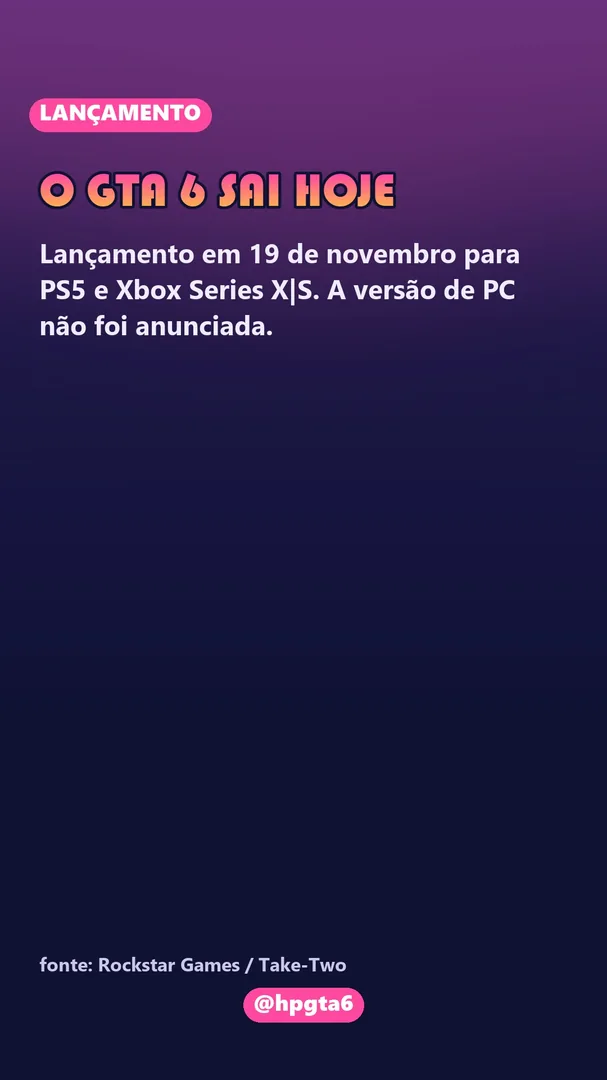 LANÇAMENTO
O GTA 6 SAI HOJE
Lançamento em 19 de novembro para
PS5 e Xbox Series X|S. A versão de PC
não foi anunciada.
fonte: Rockstar Games / Take-Two
@hpgta6